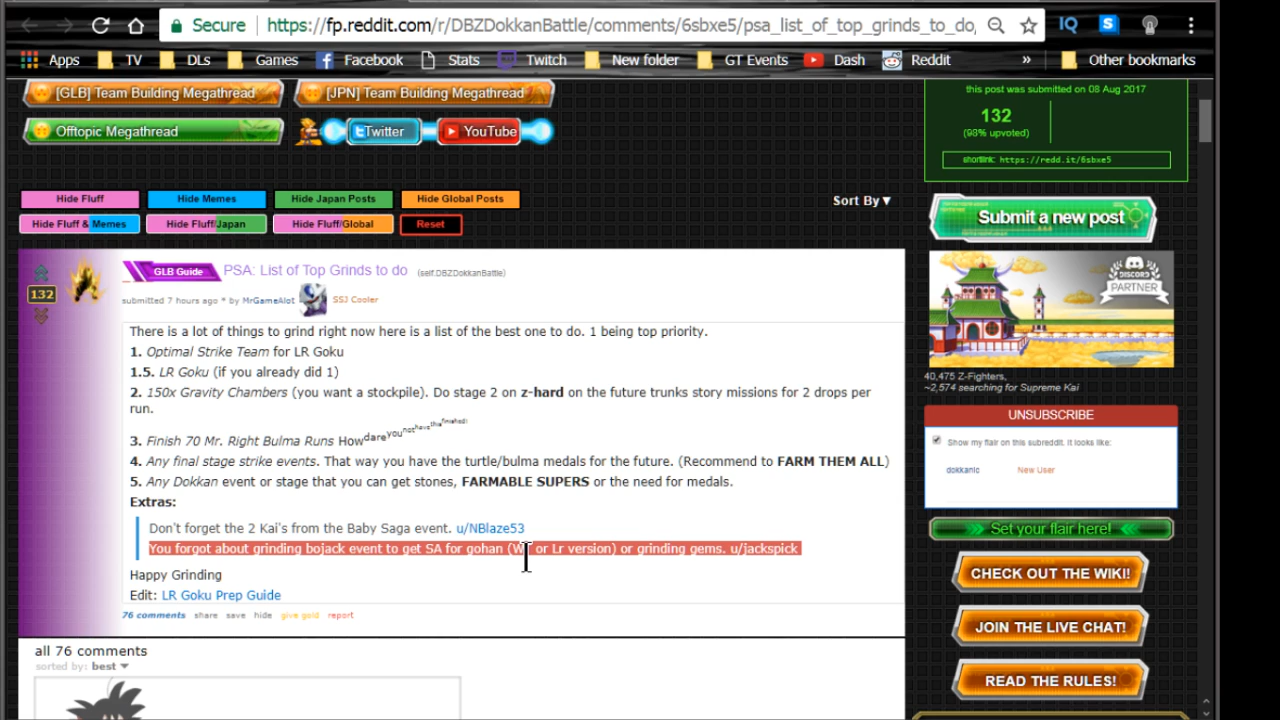 Secure https://fp.reddit.com/r/DBZDokkanBattle/comments/6sbxe5/psa_list_of_top_grinds_to_do,
Apps TV DLs Games Facebook Stats Twitch New folder GT Events Dash Reddit » Other bookmarks
[GLB] Team Building Megathread [JPN] Team Building Megathread
Offtopic Megathread Twitter YouTube
this post was submitted on 08 Aug 2017
132
(98% upvoted)
shortlink: https://redd.it/6sbxe5
Hide Fluff Hide Memes Hide Japan Posts Hide Global Posts
Hide Fluff & Memes Hide Fluff/Japan Hide Fluff/Global Reset
Sort By▼
Submit a new post
DISCORD
PARTNER
40,475 Z-Fighters,
~2,574 searching for Supreme Kai
UNSUBSCRIBE
Show my flair on this subreddit. It looks like:
dokkanic New User
Set your flair here!
CHECK OUT THE WIKI!
JOIN THE LIVE CHAT!
READ THE RULES!
132
GLB Guide PSA: List of Top Grinds to do (self.DBZDokkanBattle)
submitted 7 hours ago * by MrGameAlot SSJ Cooler
There is a lot of things to grind right now here is a list of the best one to do. 1 being top priority.
1. Optimal Strike Team for LR Goku
1.5. LR Goku (if you already did 1)
2. 150x Gravity Chambers (you want a stockpile). Do stage 2 on z-hard on the future trunks story missions for 2 drops per
run.
3. Finish 70 Mr. Right Bulma Runs How dare you not have this finished!
4. Any final stage strike events. That way you have the turtle/bulma medals for the future. (Recommend to FARM THEM ALL)
5. Any Dokkan event or stage that you can get stones, FARMABLE SUPERS or the need for medals.
Extras:
Don't forget the 2 Kai's from the Baby Saga event. u/NBlaze53
You forgot about grinding bojack event to get SA for gohan ( or Lr version) or grinding gems. u/jackspick
Happy Grinding
Edit: LR Goku Prep Guide
76 comments share save hide give gold report
all 76 comments
sorted by: best ▼